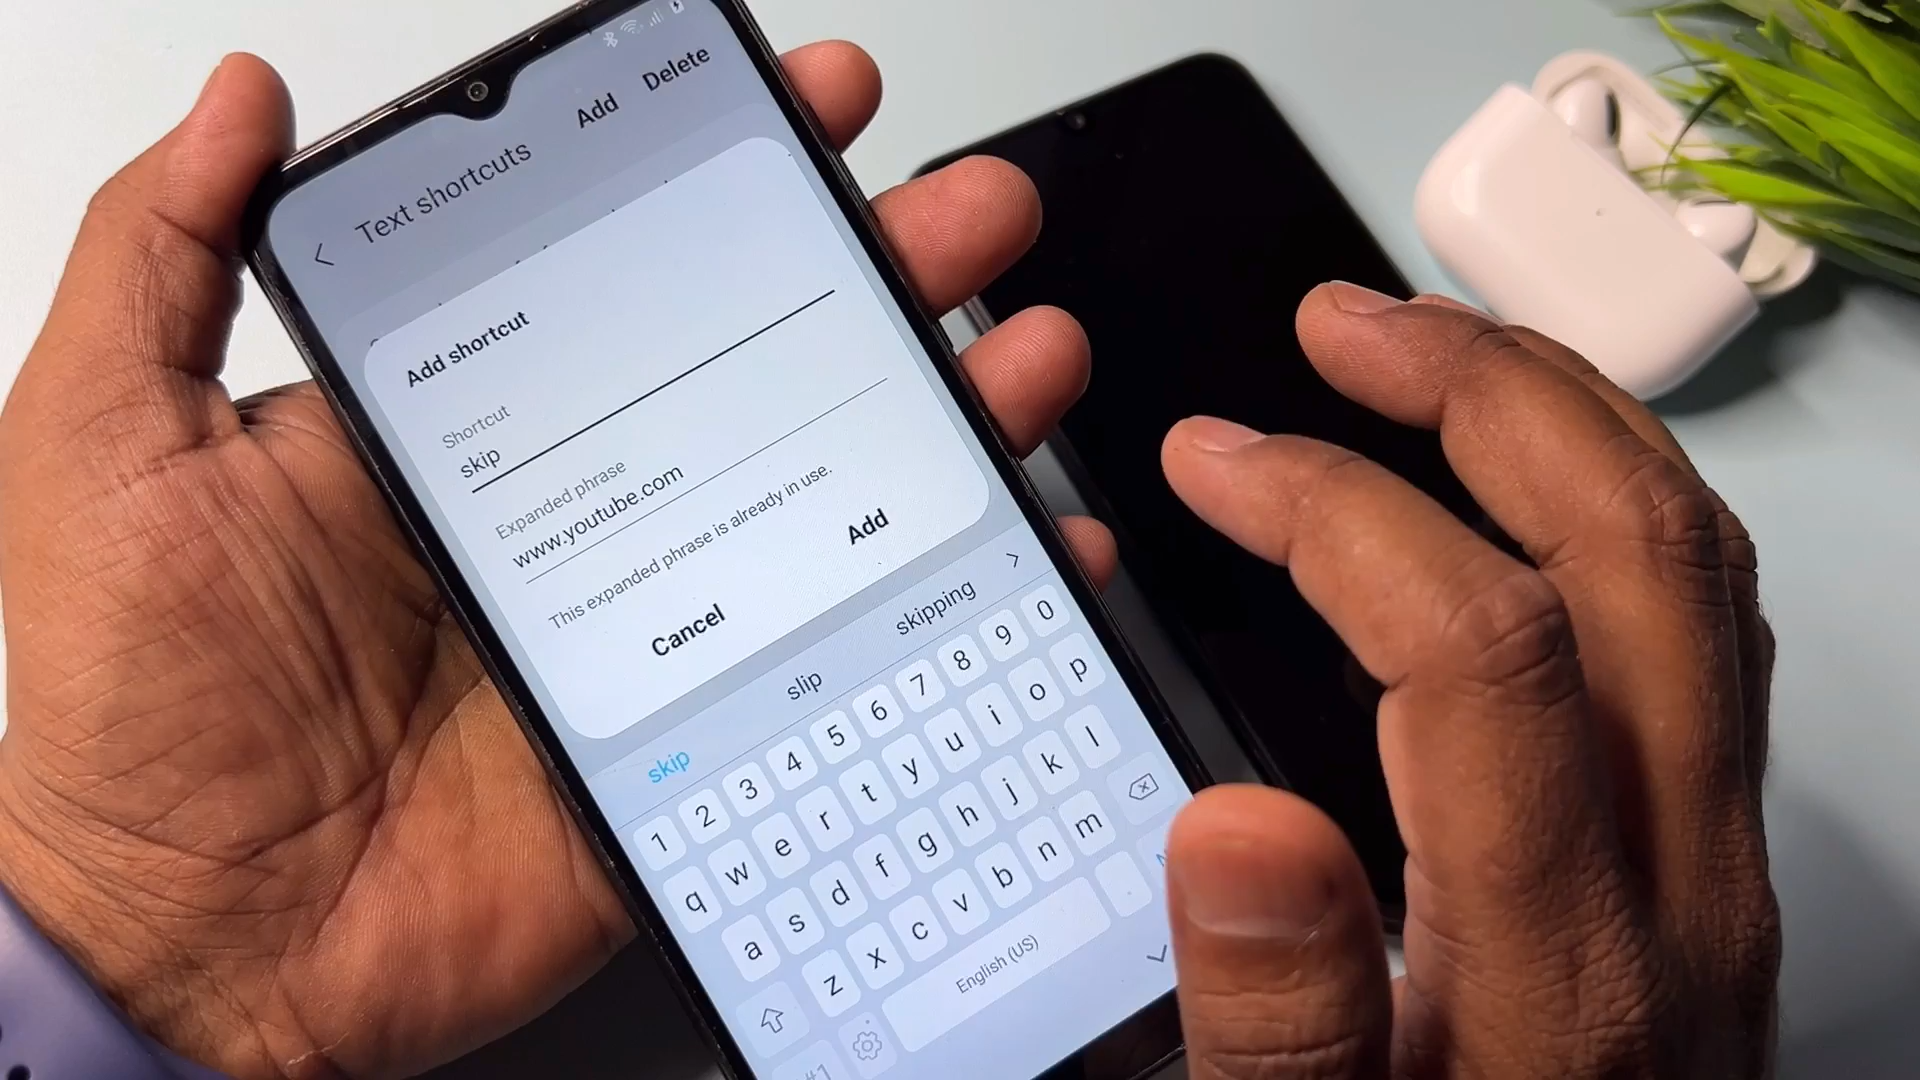 Add Delete
Text shortcuts
Add shortcut
Shortcut
skip
Expanded phrase
www.youtube.com
This expanded phrase is already in use.
Cancel Add
skip slip skipping
1 2 3 4 5 6 7 8 9 0
q w e r t y u i o p
a s d f g h j k l
z x c v b n m
English (US) .